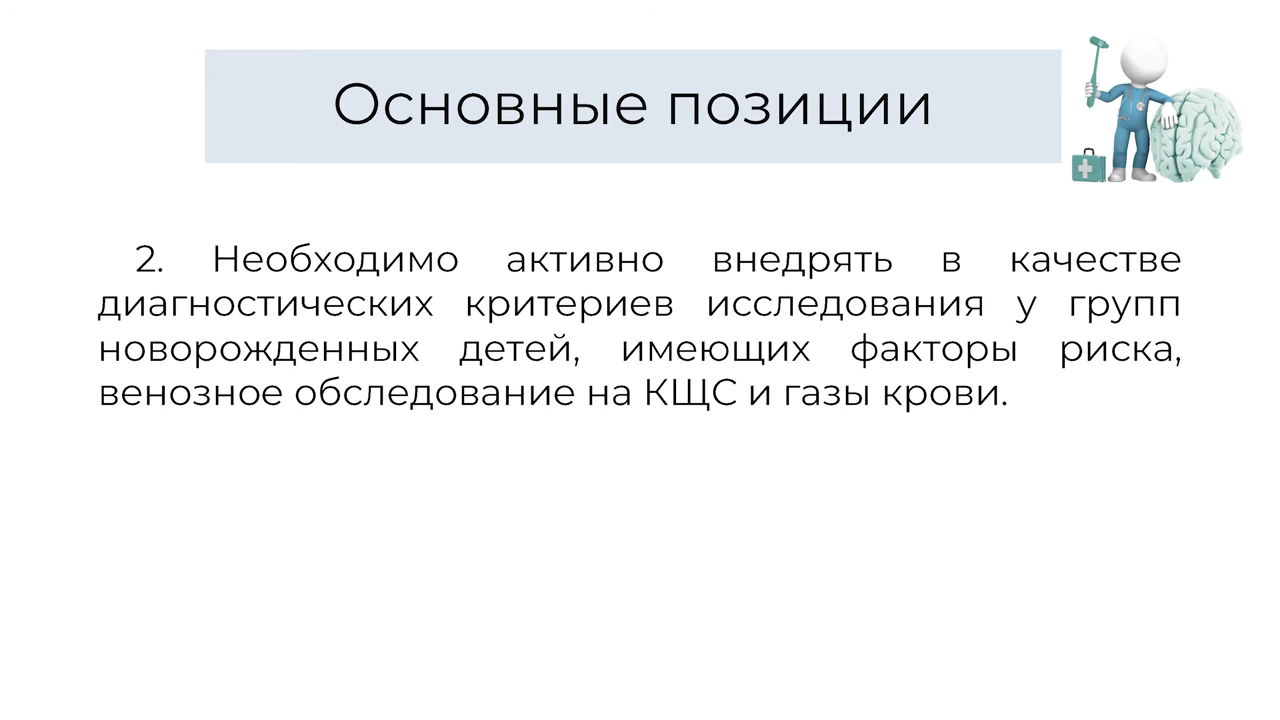 Основные позиции
2. Необходимо активно внедрять в качестве
диагностических критериев исследования у групп
новорожденных детей, имеющих факторы риска,
венозное обследование на КЩС и газы крови.